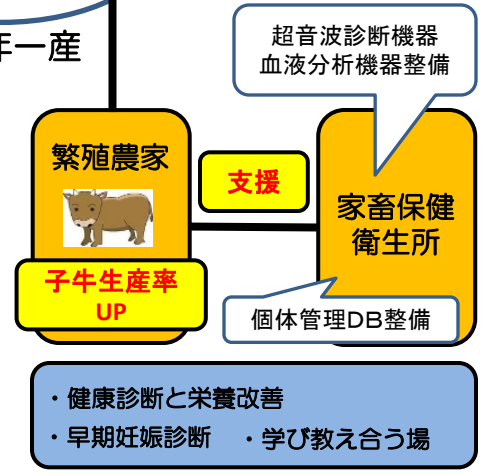 年一産
超音波診断機器
血液分析機器整備
繁殖農家
支援
家畜保健
衛生所
子牛生産率
UP
個体管理DB整備
・健康診断と栄養改善
・早期妊娠診断 ・学び教え合う場